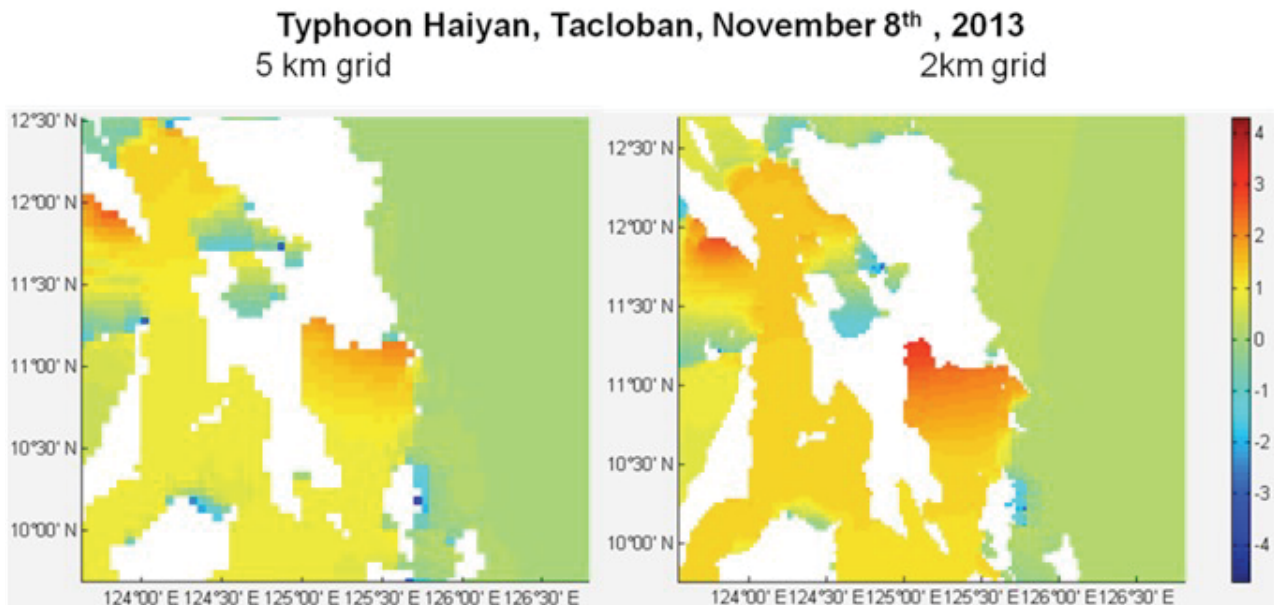 Typhoon Haiyan, Tacloban, November 8th , 2013
5 km grid
2km grid
12°30' N
12°00' N
11°30' N
11°00' N
10°30' N
10°00' N
124°00' E 124°30' E 125°00' E 125°30' E 126°00' E 126°30' E
12°30' N
12°00' N
11°30' N
11°00' N
10°30' N
10°00' N
124°00' E 124°30' E 125°00' E 125°30' E 126°00' E 126°30' E
4
3
2
1
0
-1
-2
-3
-4